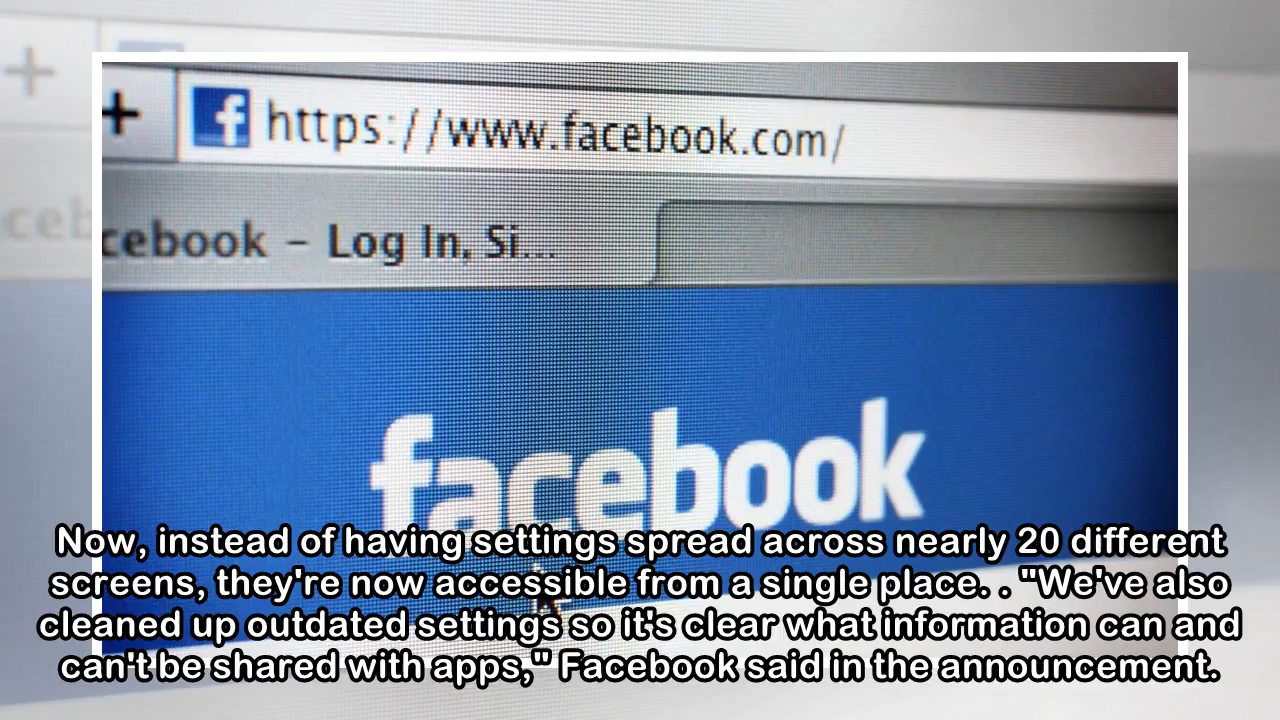 https://www.facebook.com/
cebook – Log In, Si...
facebook
Now, instead of having settings spread across nearly 20 different
screens, they're now accessible from a single place. . "We've also
cleaned up outdated settings so it's clear what information can and
can't be shared with apps," Facebook said in the announcement.